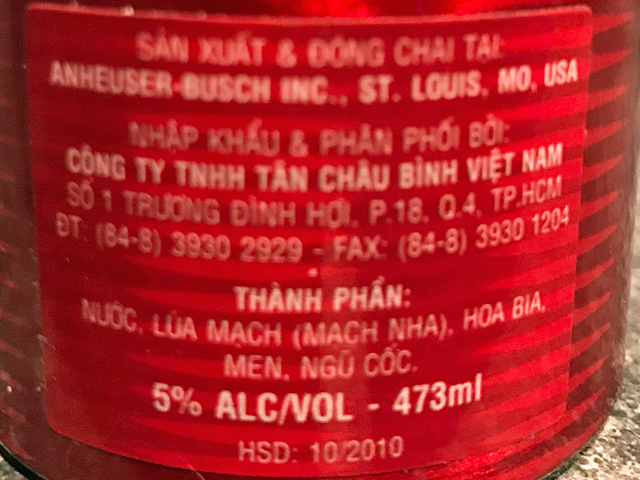 SẢN XUẤT & ĐÓNG CHAI TẠI:
ANHEUSER-BUSCH INC., ST. LOUIS, MO, USA
NHẬP KHẨU & PHÂN PHỐI BỞI:
CÔNG TY TNHH TÂN CHÂU BÌNH VIỆT NAM
SỐ 1 TRƯƠNG ĐÌNH HỢI, P.18, Q.4, TP.HCM
ĐT: (84-8) 3930 2929 - FAX: (84-8) 3930 1204
THÀNH PHẦN:
NƯỚC, LÚA MẠCH (MẠCH NHA), HOA BIA,
MEN, NGŨ CỐC.
5% ALC/VOL - 473ml
HSD: 10/2010